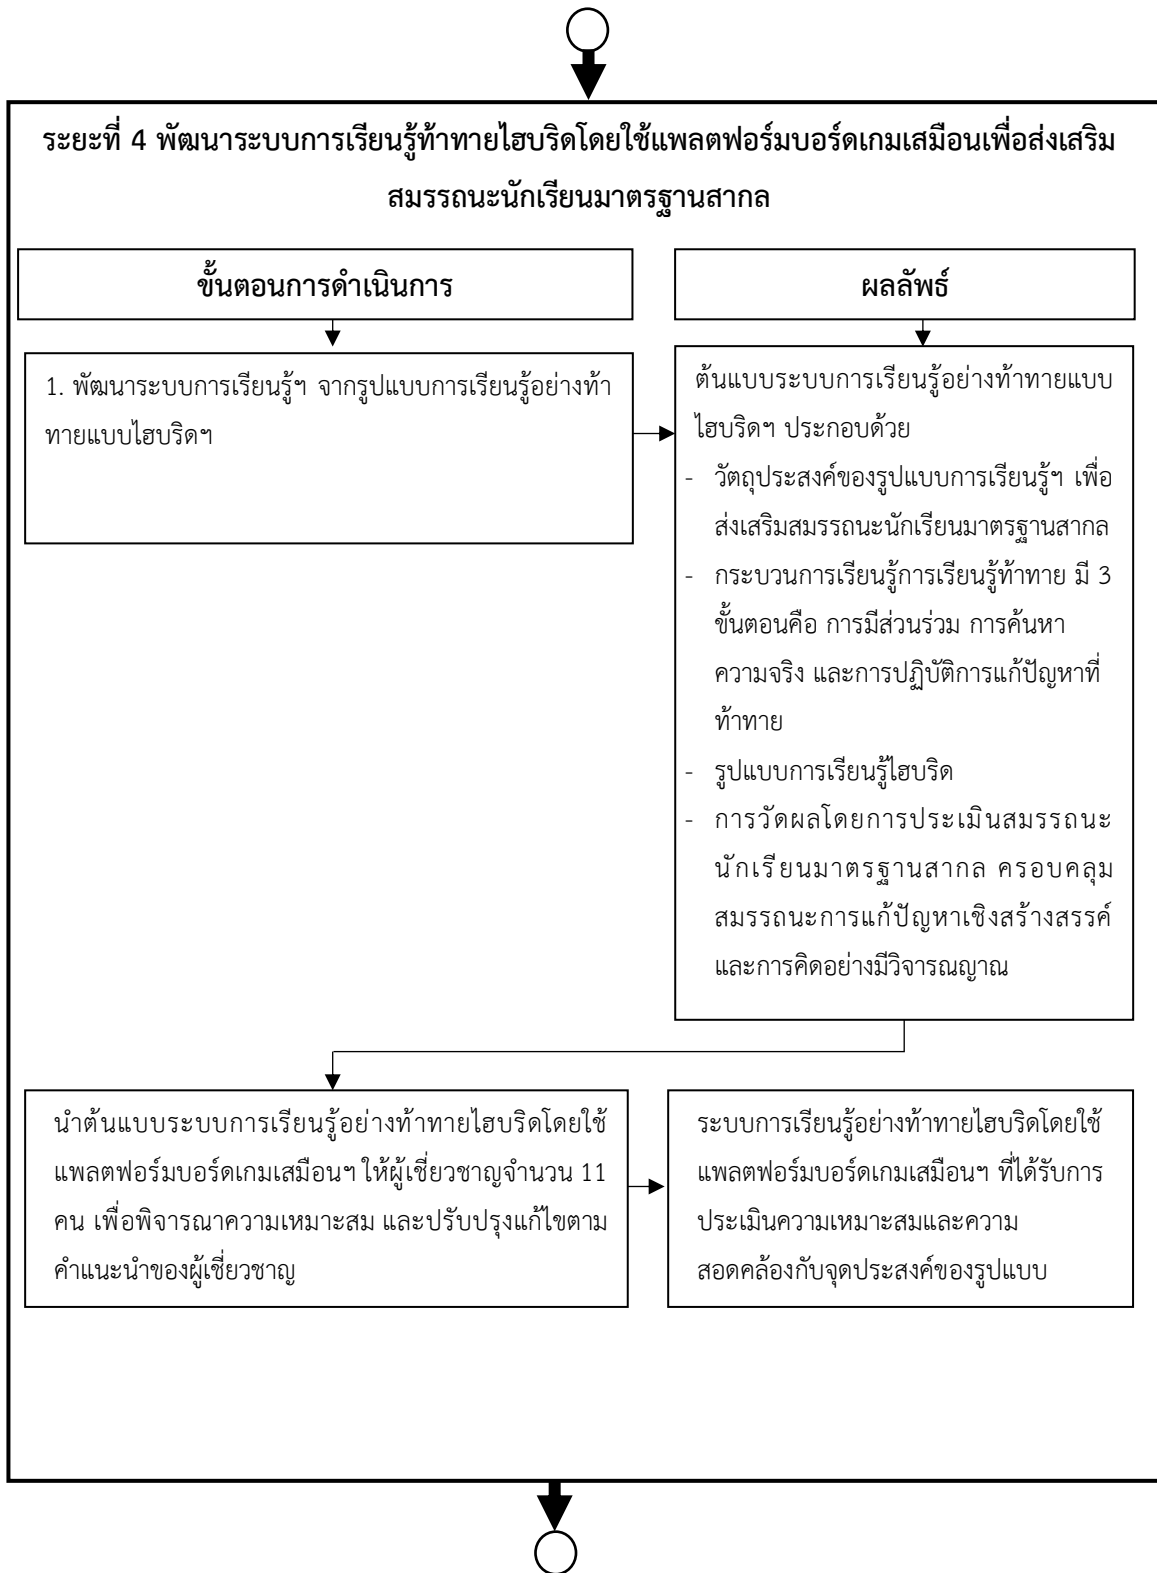 ระยะที่ 4 พัฒนาระบบการเรียนรู้ท้าทายไฮบริดโดยใช้แพลตฟอร์มบอร์ดเกมเสมือนเพื่อส่งเสริม
สมรรถนะนักเรียนมาตรฐานสากล
ขั้นตอนการดำเนินการ
ผลลัพธ์
1. พัฒนาระบบการเรียนรู้ฯ จากรูปแบบการเรียนรู้อย่างท้า
ทายแบบไฮบริดฯ
ต้นแบบระบบการเรียนรู้อย่างท้าทายแบบ
ไฮบริดฯ ประกอบด้วย
- วัตถุประสงค์ของรูปแบบการเรียนรู้ฯ เพื่อ
ส่งเสริมสมรรถนะนักเรียนมาตรฐานสากล
- กระบวนการเรียนรู้การเรียนรู้ท้าทาย มี 3
ขั้นตอนคือ การมีส่วนร่วม การค้นหา
ความจริง และการปฏิบัติการแก้ปัญหาที่
ท้าทาย
- รูปแบบการเรียนรู้ไฮบริด
- การวัดผลโดยการประเมินสมรรถนะ
นักเรียนมาตรฐานสากล ครอบคลุม
สมรรถนะการแก้ปัญหาเชิงสร้างสรรค์
และการคิดอย่างมีวิจารณญาณ
นำต้นแบบระบบการเรียนรู้อย่างท้าทายไฮบริดโดยใช้
แพลตฟอร์มบอร์ดเกมเสมือนฯ ให้ผู้เชี่ยวชาญจำนวน 11
คน เพื่อพิจารณาความเหมาะสม และปรับปรุงแก้ไขตาม
คำแนะนำของผู้เชี่ยวชาญ
ระบบการเรียนรู้อย่างท้าทายไฮบริดโดยใช้
แพลตฟอร์มบอร์ดเกมเสมือนฯ ที่ได้รับการ
ประเมินความเหมาะสมและความ
สอดคล้องกับจุดประสงค์ของรูปแบบ